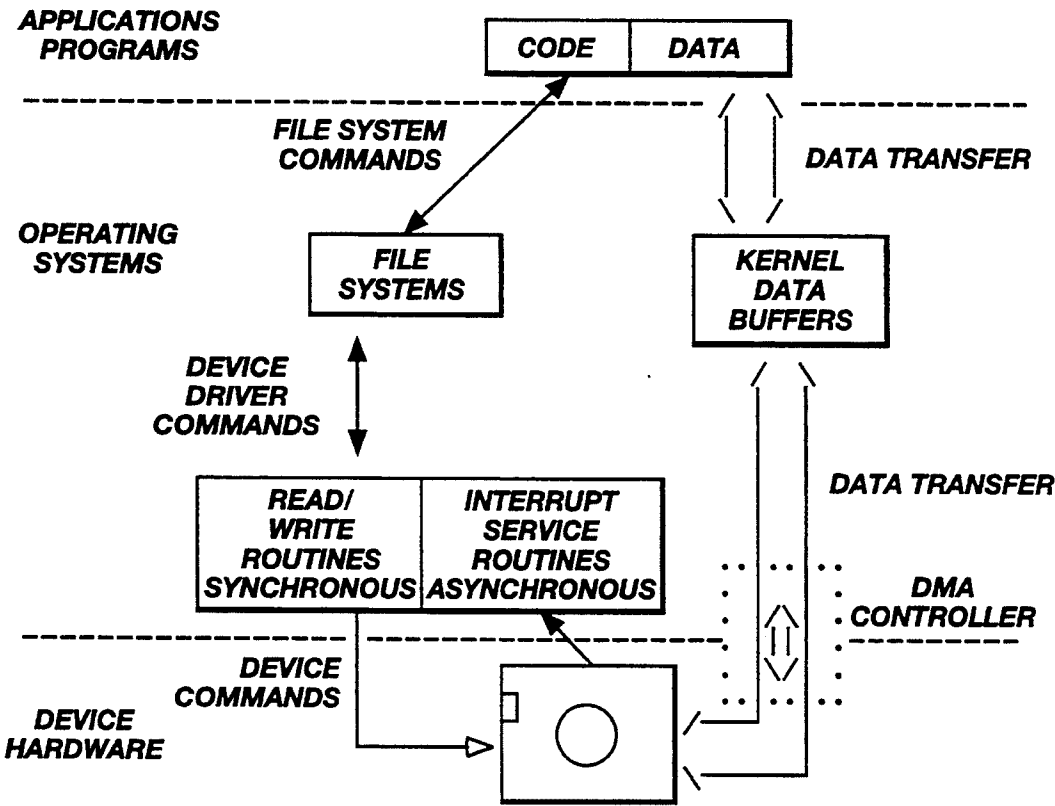 APPLICATIONS
PROGRAMS
CODE
DATA
FILE SYSTEM
COMMANDS
DATA TRANSFER
OPERATING
SYSTEMS
FILE
SYSTEMS
KERNEL
DATA
BUFFERS
DEVICE
DRIVER
COMMANDS
READ/
WRITE
ROUTINES
SYNCHRONOUS
INTERRUPT
SERVICE
ROUTINES
ASYNCHRONOUS
DATA TRANSFER
DMA
CONTROLLER
DEVICE
COMMANDS
DEVICE
HARDWARE